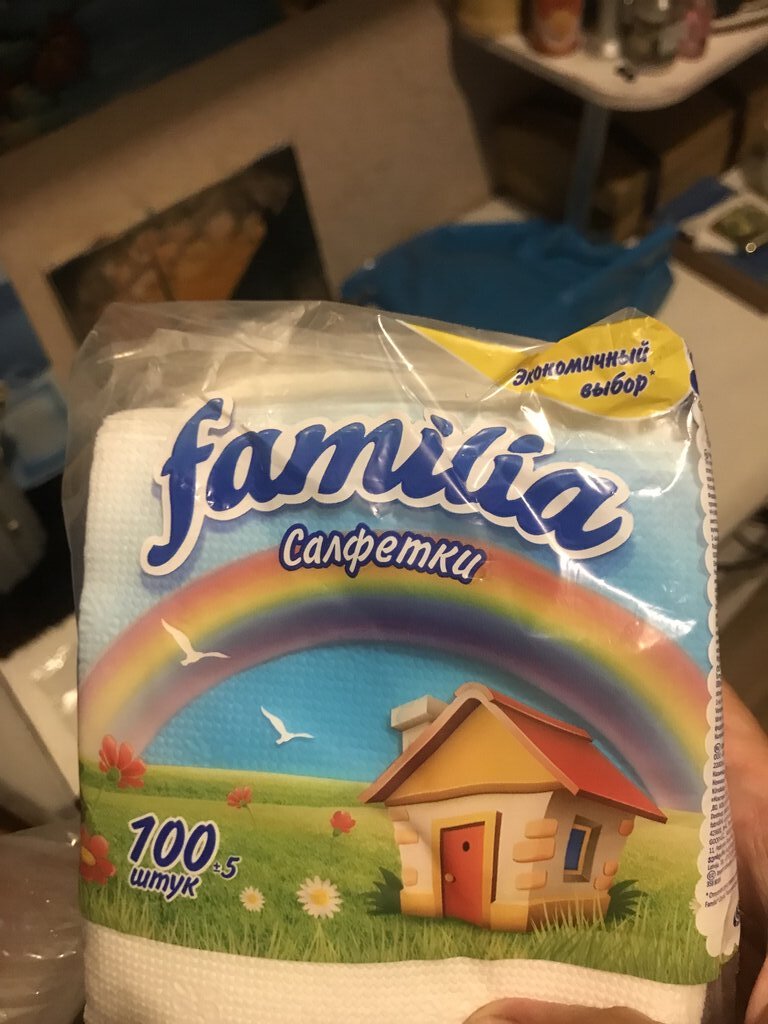 Экономичный
выбор*
familia
Салфетки
100 ±5
штук